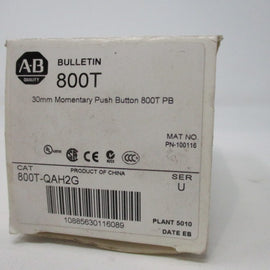 A-B
QUALITY
BULLETIN
800T
30mm Momentary Push Button 800T PB
MAT NO.
PN-100116
PRODUCT OF CHINA
CAT
800T-QAH2G
SER
U
10885630116089
PLANT 5010
DATE EB